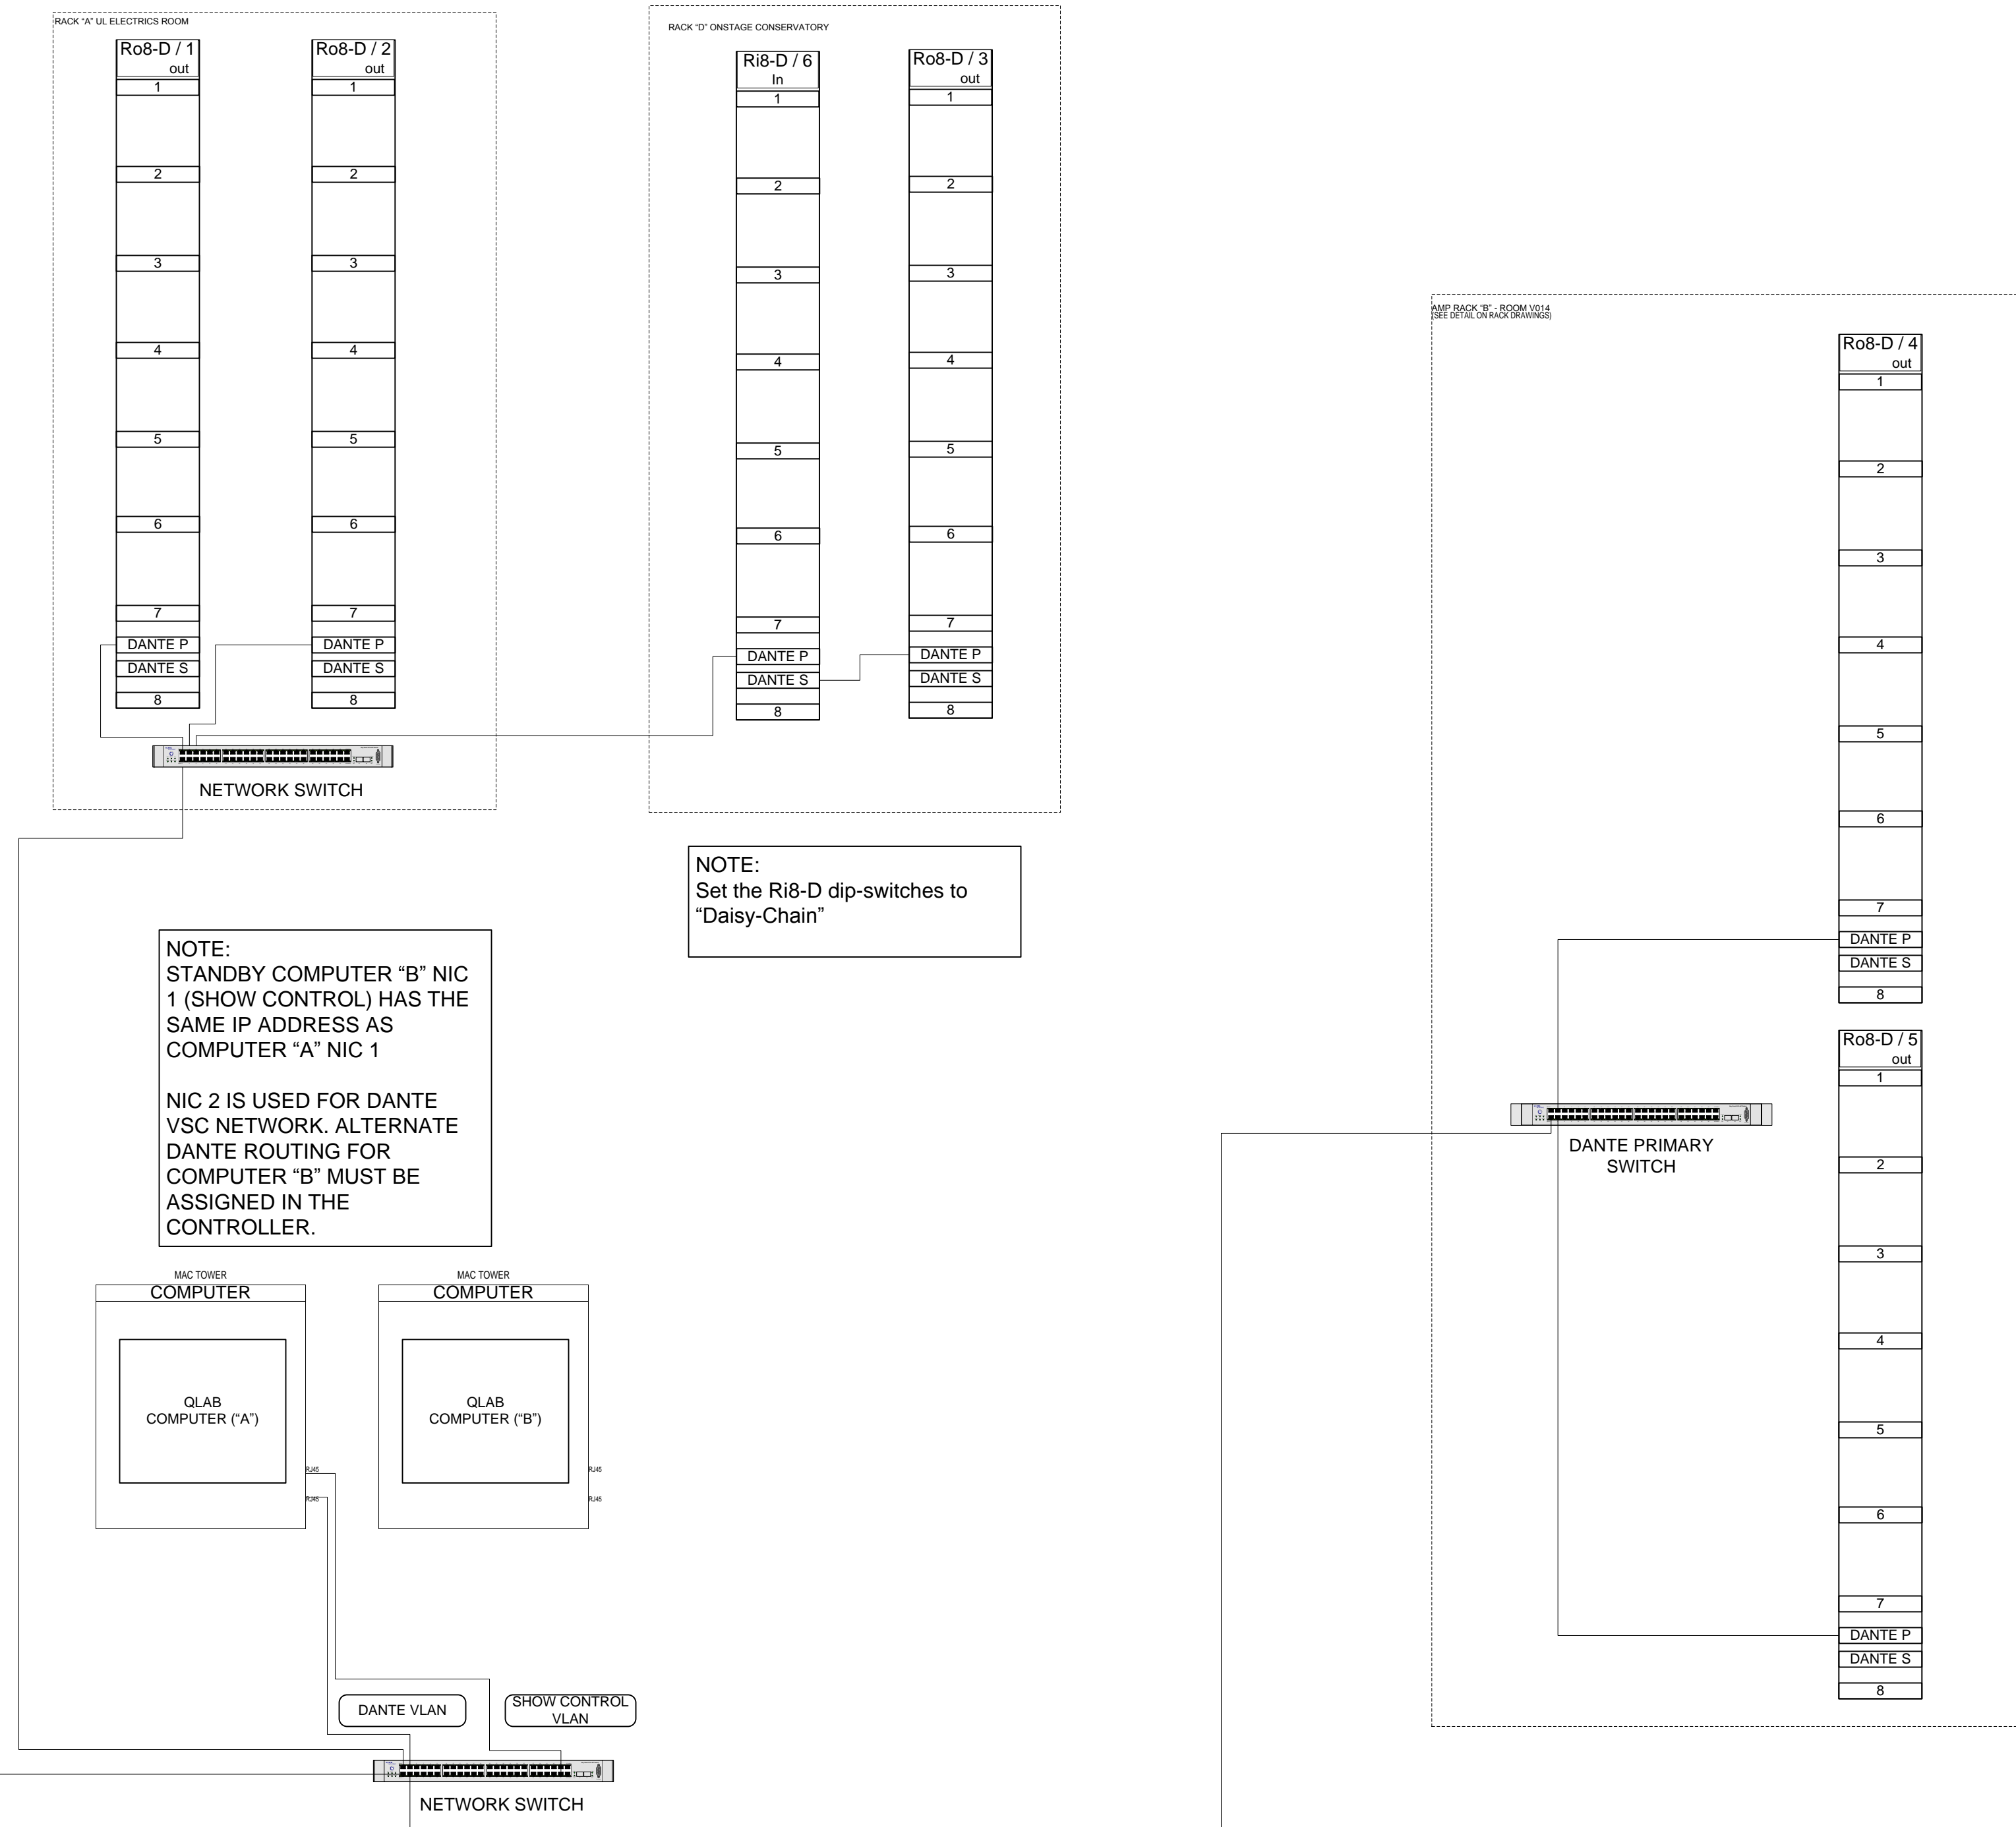 RACK “A” UL ELECTRICS ROOM
Ro8-D / 1
out
1
2
3
4
5
6
7
DANTE P
DANTE S
8
Ro8-D / 2
out
1
2
3
4
5
6
7
DANTE P
DANTE S
8
NETWORK SWITCH
RACK “D” ONSTAGE CONSERVATORY
Ri8-D / 6
In
1
2
3
4
5
6
7
DANTE P
DANTE S
8
Ro8-D / 3
out
1
2
3
4
5
6
7
DANTE P
DANTE S
8
NOTE:
Set the Ri8-D dip-switches to
“Daisy-Chain”
NOTE:
STANDBY COMPUTER “B” NIC
1 (SHOW CONTROL) HAS THE
SAME IP ADDRESS AS
COMPUTER “A” NIC 1
NIC 2 IS USED FOR DANTE
VSC NETWORK. ALTERNATE
DANTE ROUTING FOR
COMPUTER “B” MUST BE
ASSIGNED IN THE
CONTROLLER.
MAC TOWER
COMPUTER
QLAB
COMPUTER (“A”)
RJ45
RJ45
MAC TOWER
COMPUTER
QLAB
COMPUTER (“B”)
RJ45
RJ45
DANTE VLAN
SHOW CONTROL
VLAN
NETWORK SWITCH
AMP RACK “B” - ROOM V014
(SEE DETAIL ON RACK DRAWINGS)
Ro8-D / 4
out
1
2
3
4
5
6
7
DANTE P
DANTE S
8
DANTE PRIMARY
SWITCH
Ro8-D / 5
out
1
2
3
4
5
6
7
DANTE P
DANTE S
8